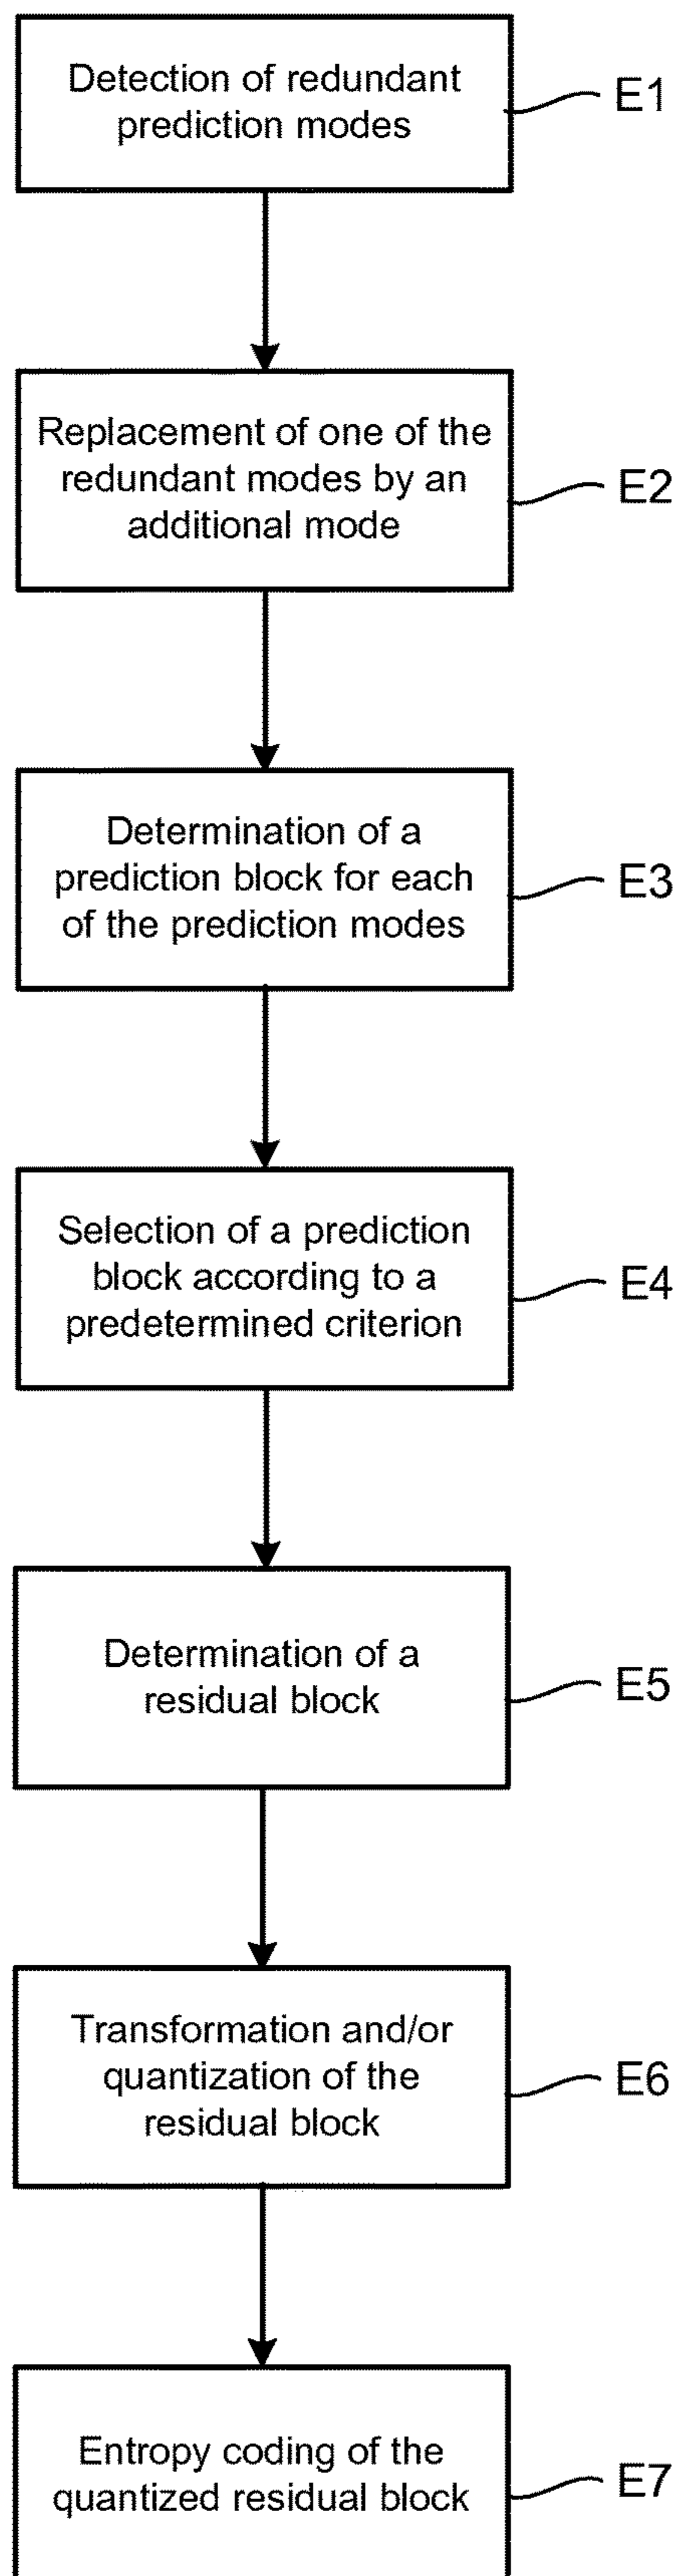 Detection of redundant
prediction modes
E1
Replacement of one of the
redundant modes by an
additional mode
E2
Determination of a
prediction block for each
of the prediction modes
E3
Selection of a prediction
block according to a
predetermined criterion
E4
Determination of a
residual block
E5
Transformation and/or
quantization of the
residual block
E6
Entropy coding of the
quantized residual block
E7